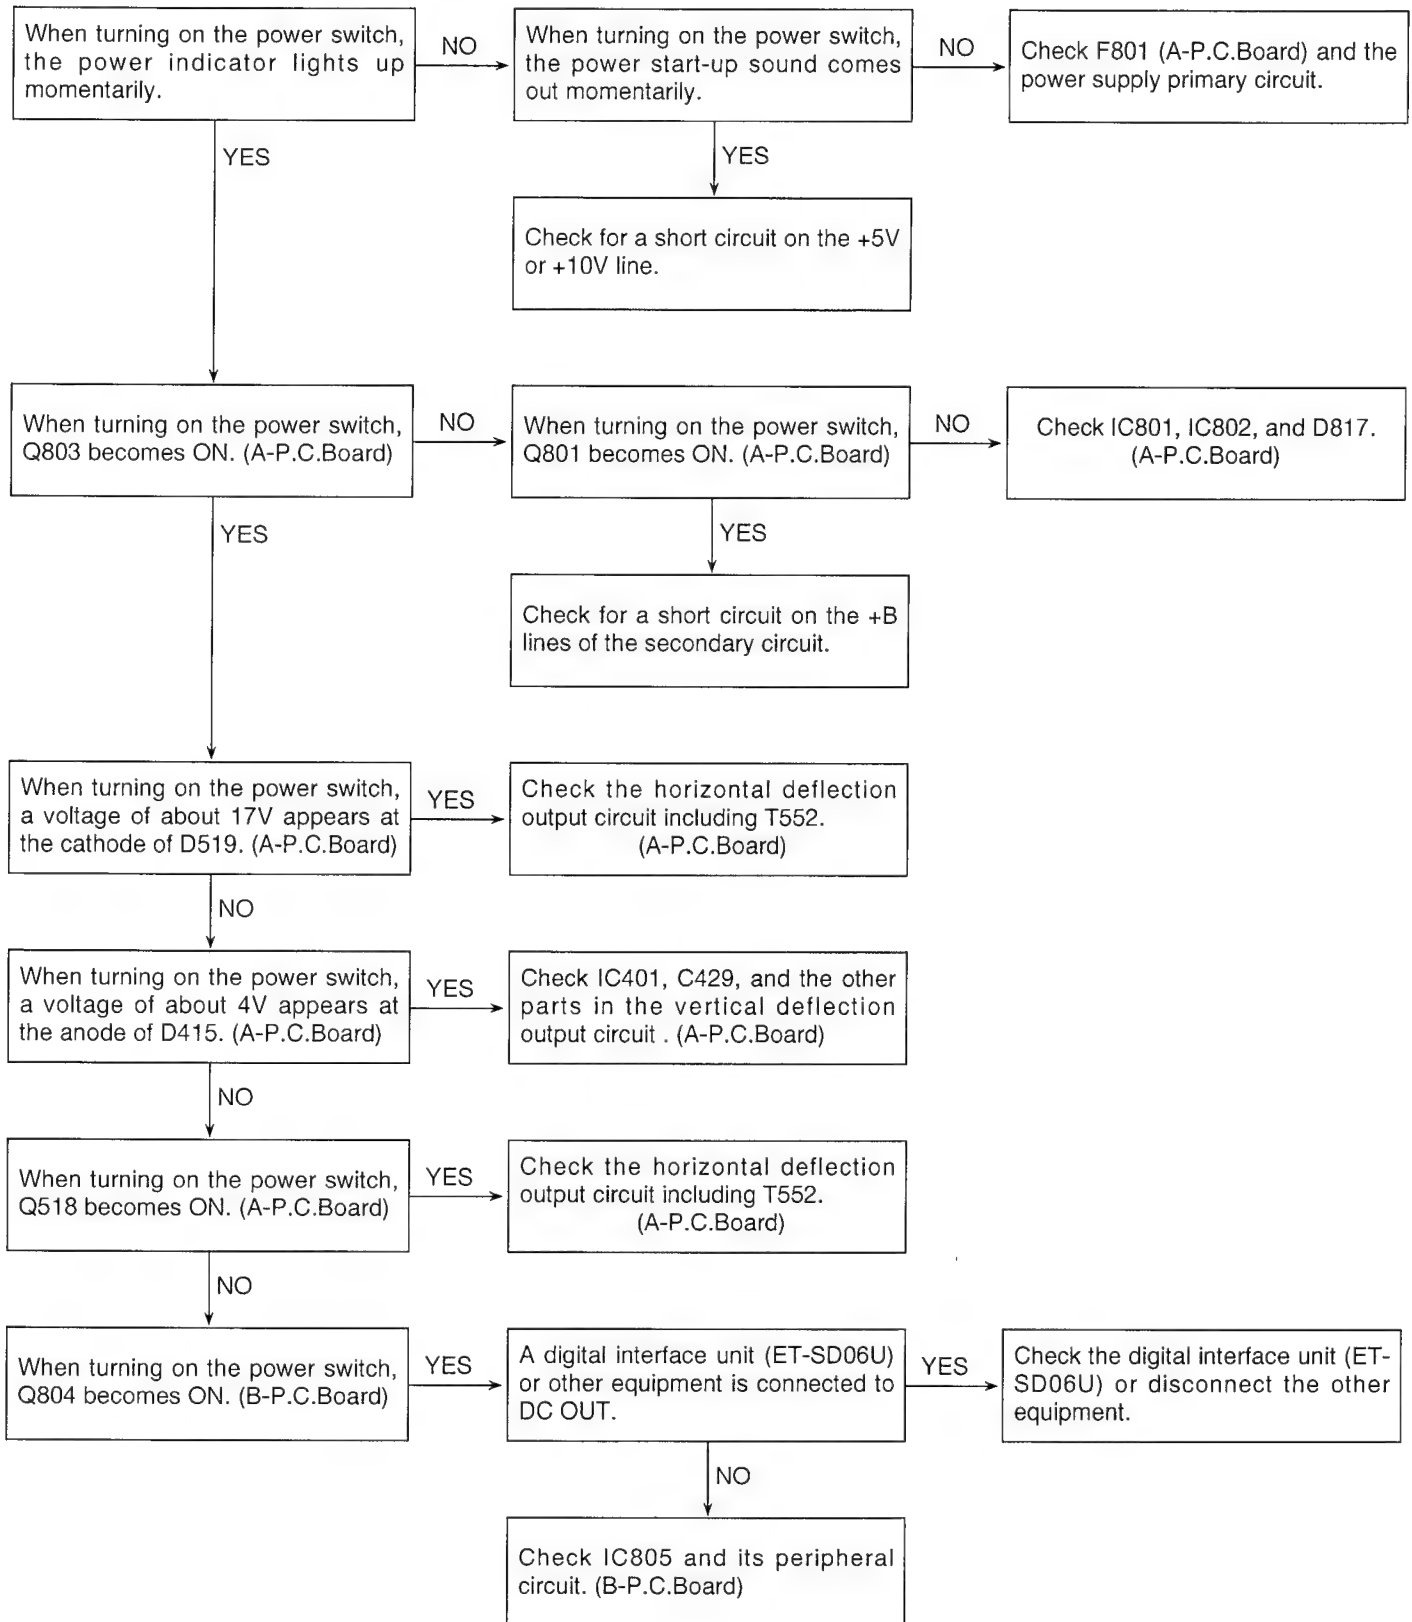 When turning on the power switch,
the power indicator lights up
momentarily.
NO
When turning on the power switch,
the power start-up sound comes
out momentarily.
NO
Check F801 (A-P.C.Board) and the
power supply primary circuit.
YES
YES
Check for a short circuit on the +5V
or +10V line.
When turning on the power switch,
Q803 becomes ON. (A-P.C.Board)
NO
When turning on the power switch,
Q801 becomes ON. (A-P.C.Board)
NO
Check IC801, IC802, and D817.
(A-P.C.Board)
YES
YES
Check for a short circuit on the +B
lines of the secondary circuit.
When turning on the power switch,
a voltage of about 17V appears at
the cathode of D519. (A-P.C.Board)
YES
Check the horizontal deflection
output circuit including T552.
(A-P.C.Board)
NO
When turning on the power switch,
a voltage of about 4V appears at
the anode of D415. (A-P.C.Board)
YES
Check IC401, C429, and the other
parts in the vertical deflection
output circuit . (A-P.C.Board)
NO
When turning on the power switch,
Q518 becomes ON. (A-P.C.Board)
YES
Check the horizontal deflection
output circuit including T552.
(A-P.C.Board)
NO
When turning on the power switch,
Q804 becomes ON. (B-P.C.Board)
YES
A digital interface unit (ET-SD06U)
or other equipment is connected to
DC OUT.
YES
Check the digital interface unit (ET-
SD06U) or disconnect the other
equipment.
NO
Check IC805 and its peripheral
circuit. (B-P.C.Board)